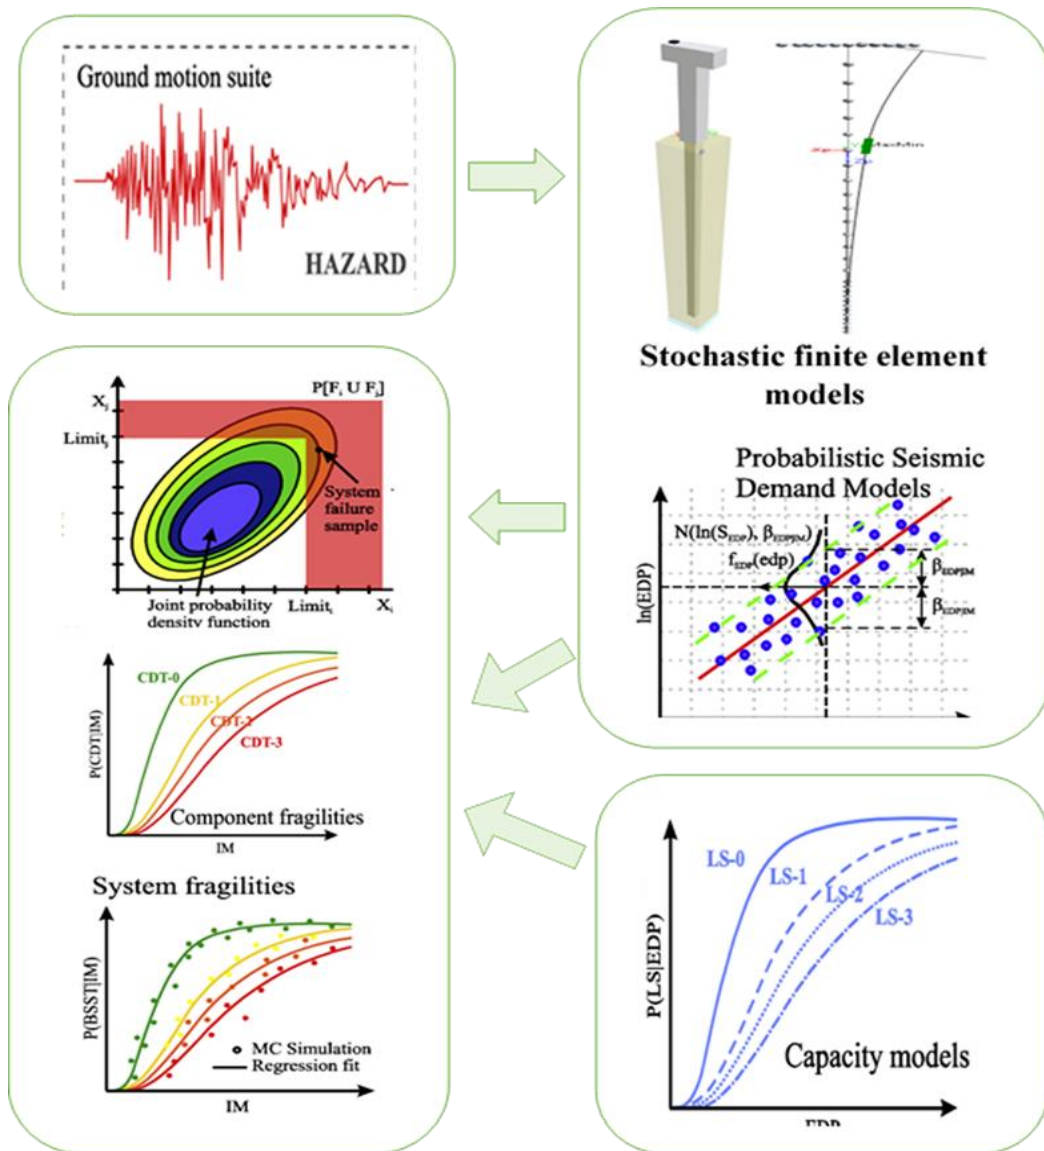 Ground motion suite
HAZARD
Stochastic finite element
models
Probabilistic Seismic
Demand Models
N(ln(S_EDP), β_EDP|IM)
f_EDP(edp)
β_EDP|IM
β_EDP|IM
ln(EDP)
P[F_i U F_j]
X_j
Limit_j
System
failure
sample
Joint probability
density function
Limit_i
X_i
CDT-0
CDT-1
CDT-2
CDT-3
P(CDT|IM)
Component fragilities
IM
System fragilities
P(BSST|IM)
MC Simulation
Regression fit
IM
LS-0
LS-1
LS-2
LS-3
P(LS|EDP)
Capacity models
EDP